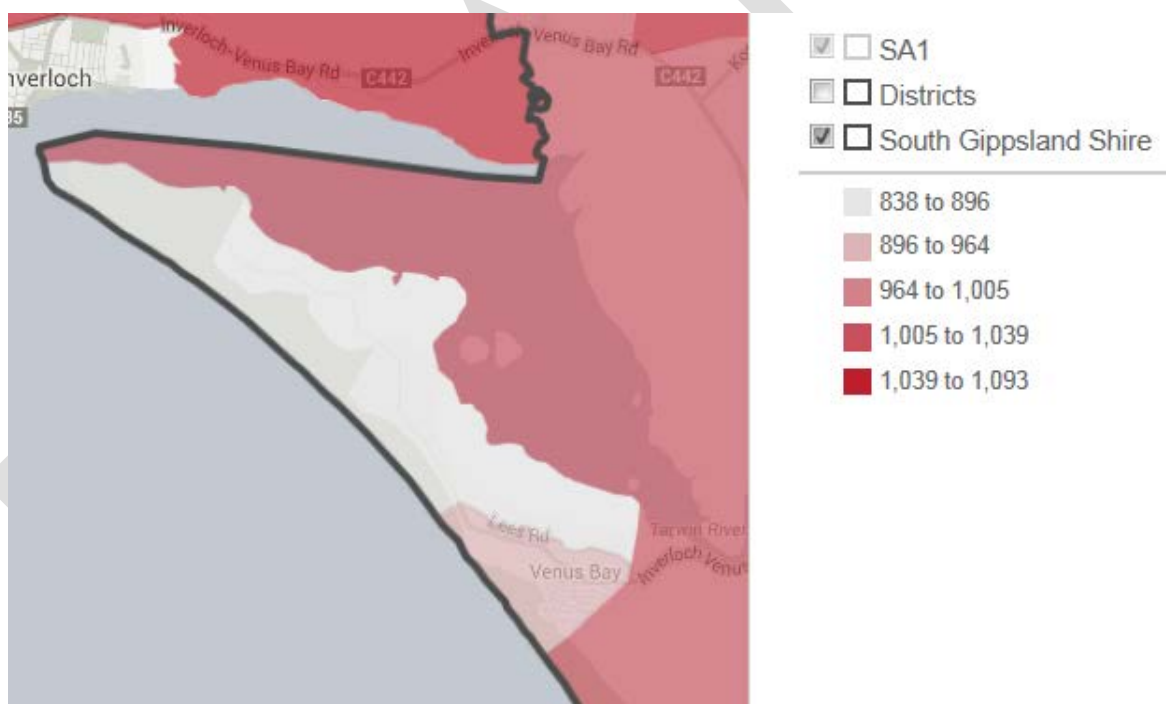 Inverloch-Venus Bay Rd
Venus Bay Rd
C442
C442
nverloch
35
SA1
Districts
South Gippsland Shire
838 to 896
896 to 964
964 to 1,005
1,005 to 1,039
1,039 to 1,093
Lees Rd
Tarwin River
Venus Bay
Inverloch Venus